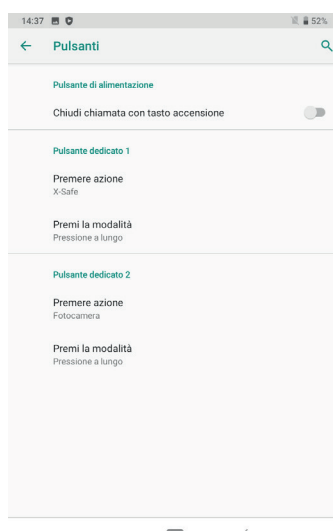 14:37
52%
Pulsanti
Pulsante di alimentazione
Chiudi chiamata con tasto accensione
Pulsante dedicato 1
Premere azione
X-Safe
Premi la modalità
Pressione a lungo
Pulsante dedicato 2
Premere azione
Fotocamera
Premi la modalità
Pressione a lungo